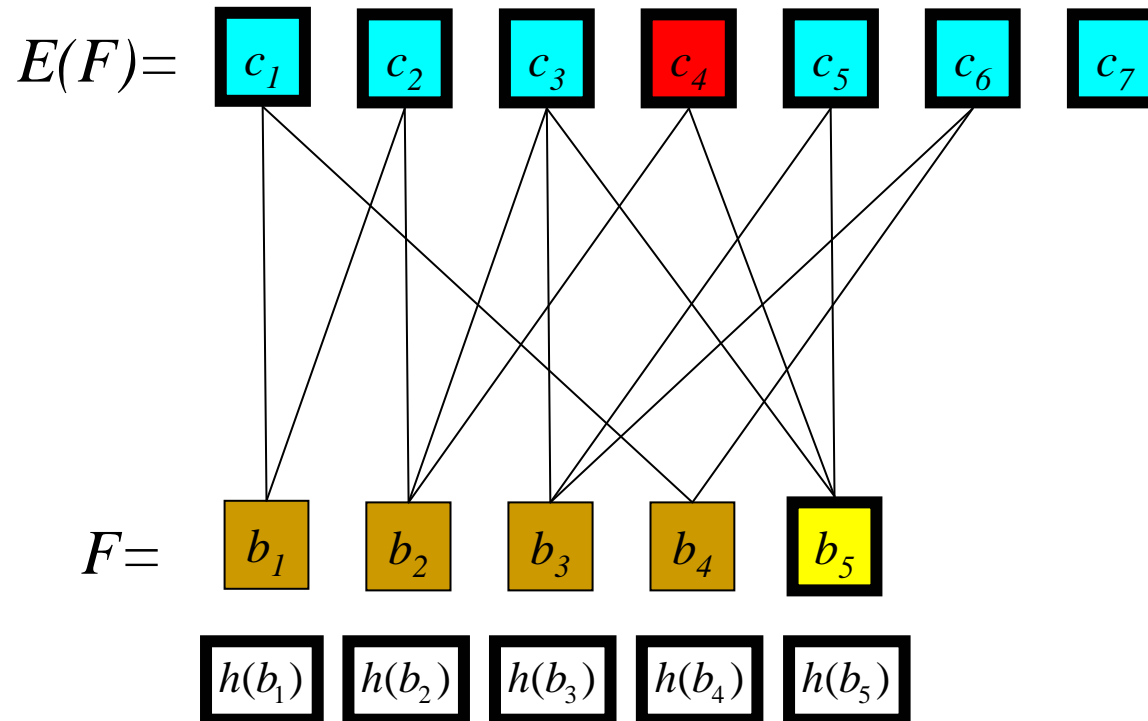 E(F)= c₁ c₂ c₃ c₄ c₅ c₆ c₇
F= b₁ b₂ b₃ b₄ b₅
h(b₁) h(b₂) h(b₃) h(b₄) h(b₅)